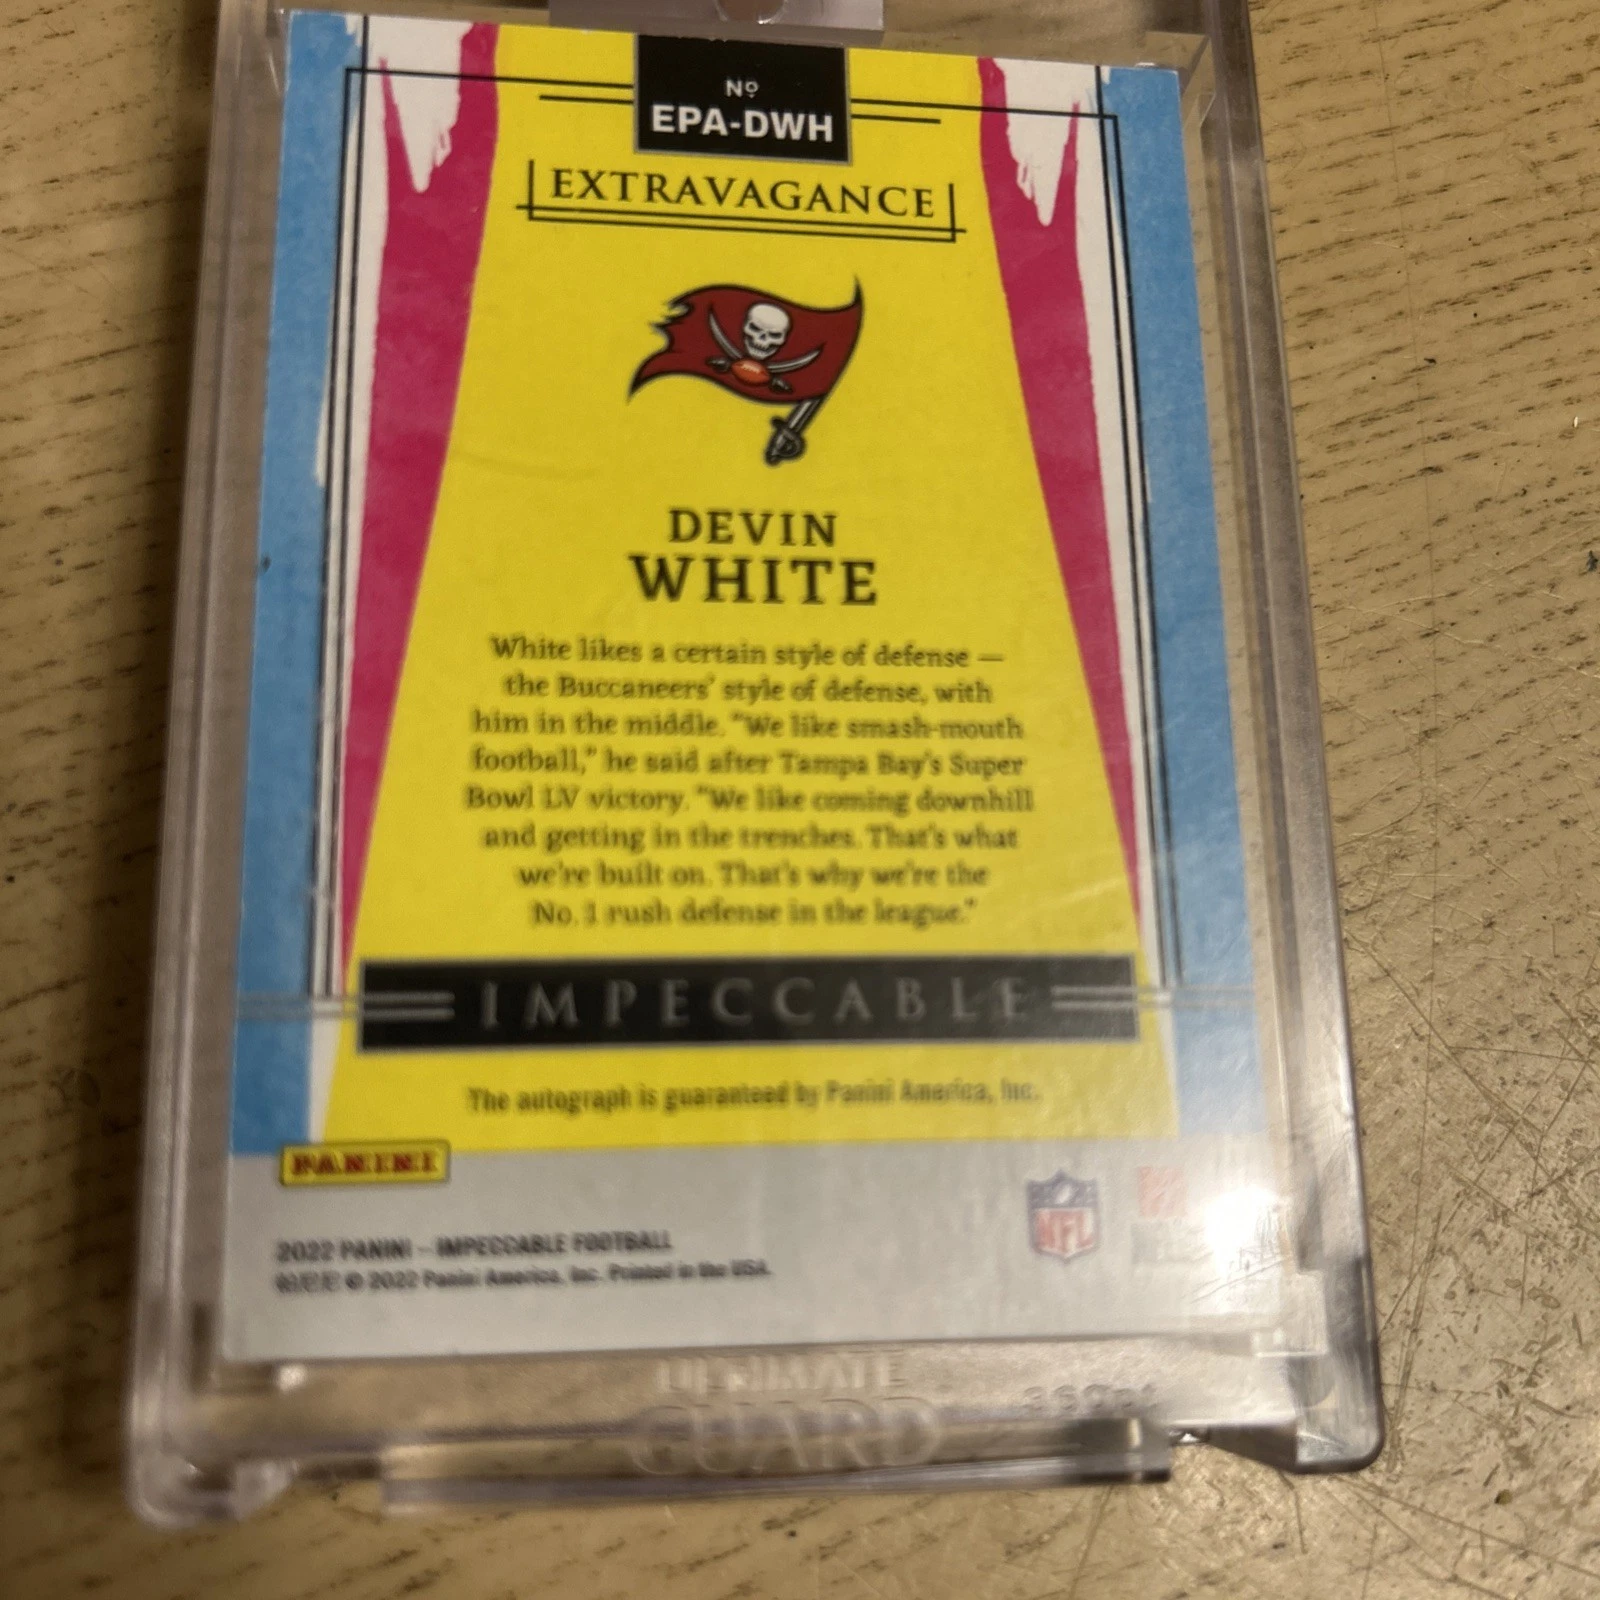 Nº
EPA-DWH
EXTRAVAGANCE
DEVIN
WHITE
White likes a certain style of defense —
the Buccaneers' style of defense, with
him in the middle. "We like smash-mouth
football," he said after Tampa Bay's Super
Bowl LV victory. "We like coming downhill
and getting in the trenches. That's what
we're built on. That's why we're the
No. 1 rush defense in the league."
IMPECCABLE
The autograph is guaranteed by Panini America, Inc.
PANINI
NFL
2022 PANINI – IMPECCABLE FOOTBALL
© 2022 Panini America, Inc. Printed in the USA.
ULTIMATE
GUARD